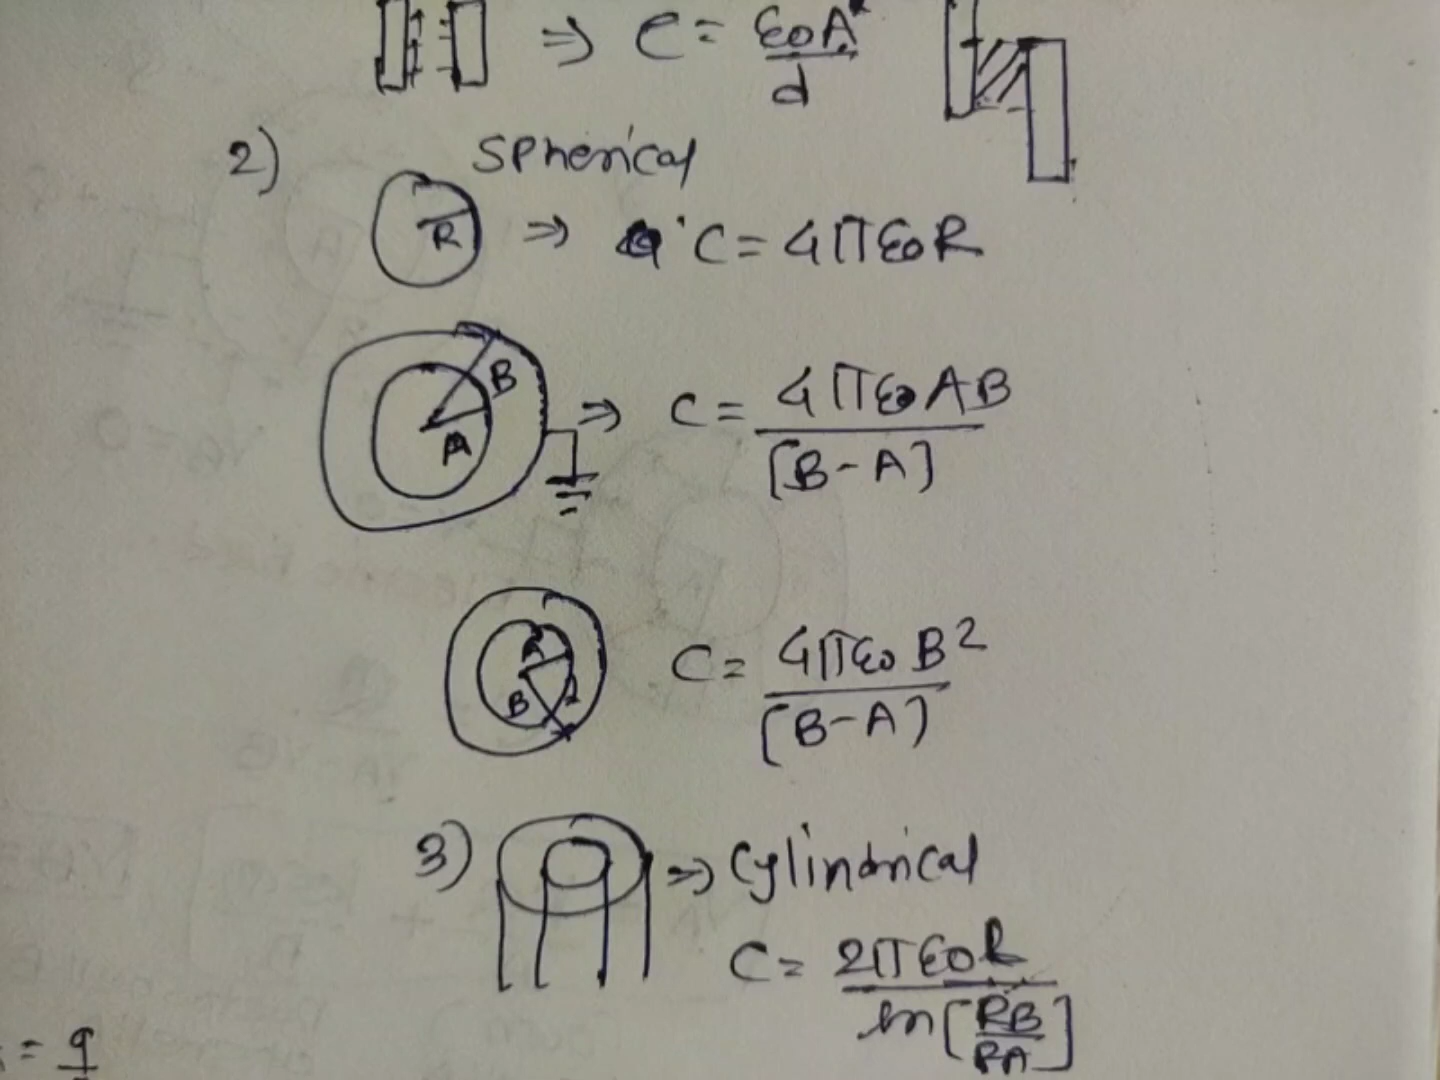 ⇒ C = ε₀A / d
2) Spherical
R ⇒ C = 4πε₀R
B A ⇒ C = 4πε₀AB / [B-A]
A B C = 4πε₀B² / [B-A]
3) ⇒ Cylindrical
C = 2πε₀l / ln[RB/RA]
= q